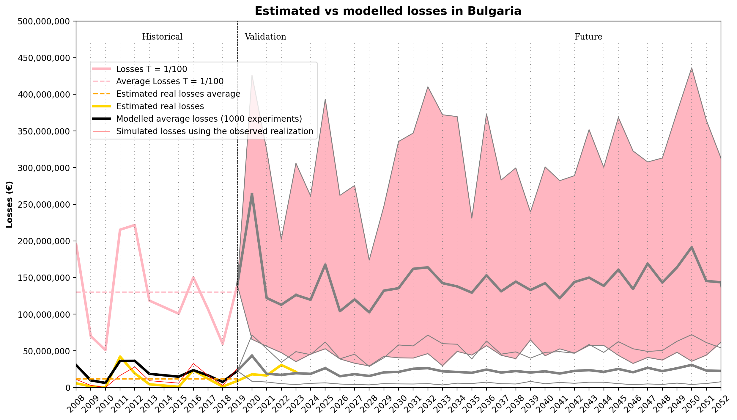 Estimated vs modelled losses in Bulgaria
500,000,000
450,000,000
400,000,000
350,000,000
300,000,000
250,000,000
200,000,000
150,000,000
100,000,000
50,000,000
0
Losses (€)
Historical
Validation
Future
Losses T = 1/100
Average Losses T = 1/100
Estimated real losses average
Estimated real losses
Modelled average losses (1000 experiments)
Simulated losses using the observed realization
2008 2009 2010 2011 2012 2013 2014 2015 2016 2017 2018 2019 2020 2021 2022 2023 2024 2025 2026 2027 2028 2029 2030 2031 2032 2033 2034 2035 2036 2037 2038 2039 2040 2041 2042 2043 2044 2045 2046 2047 2048 2049 2050 2051 2052